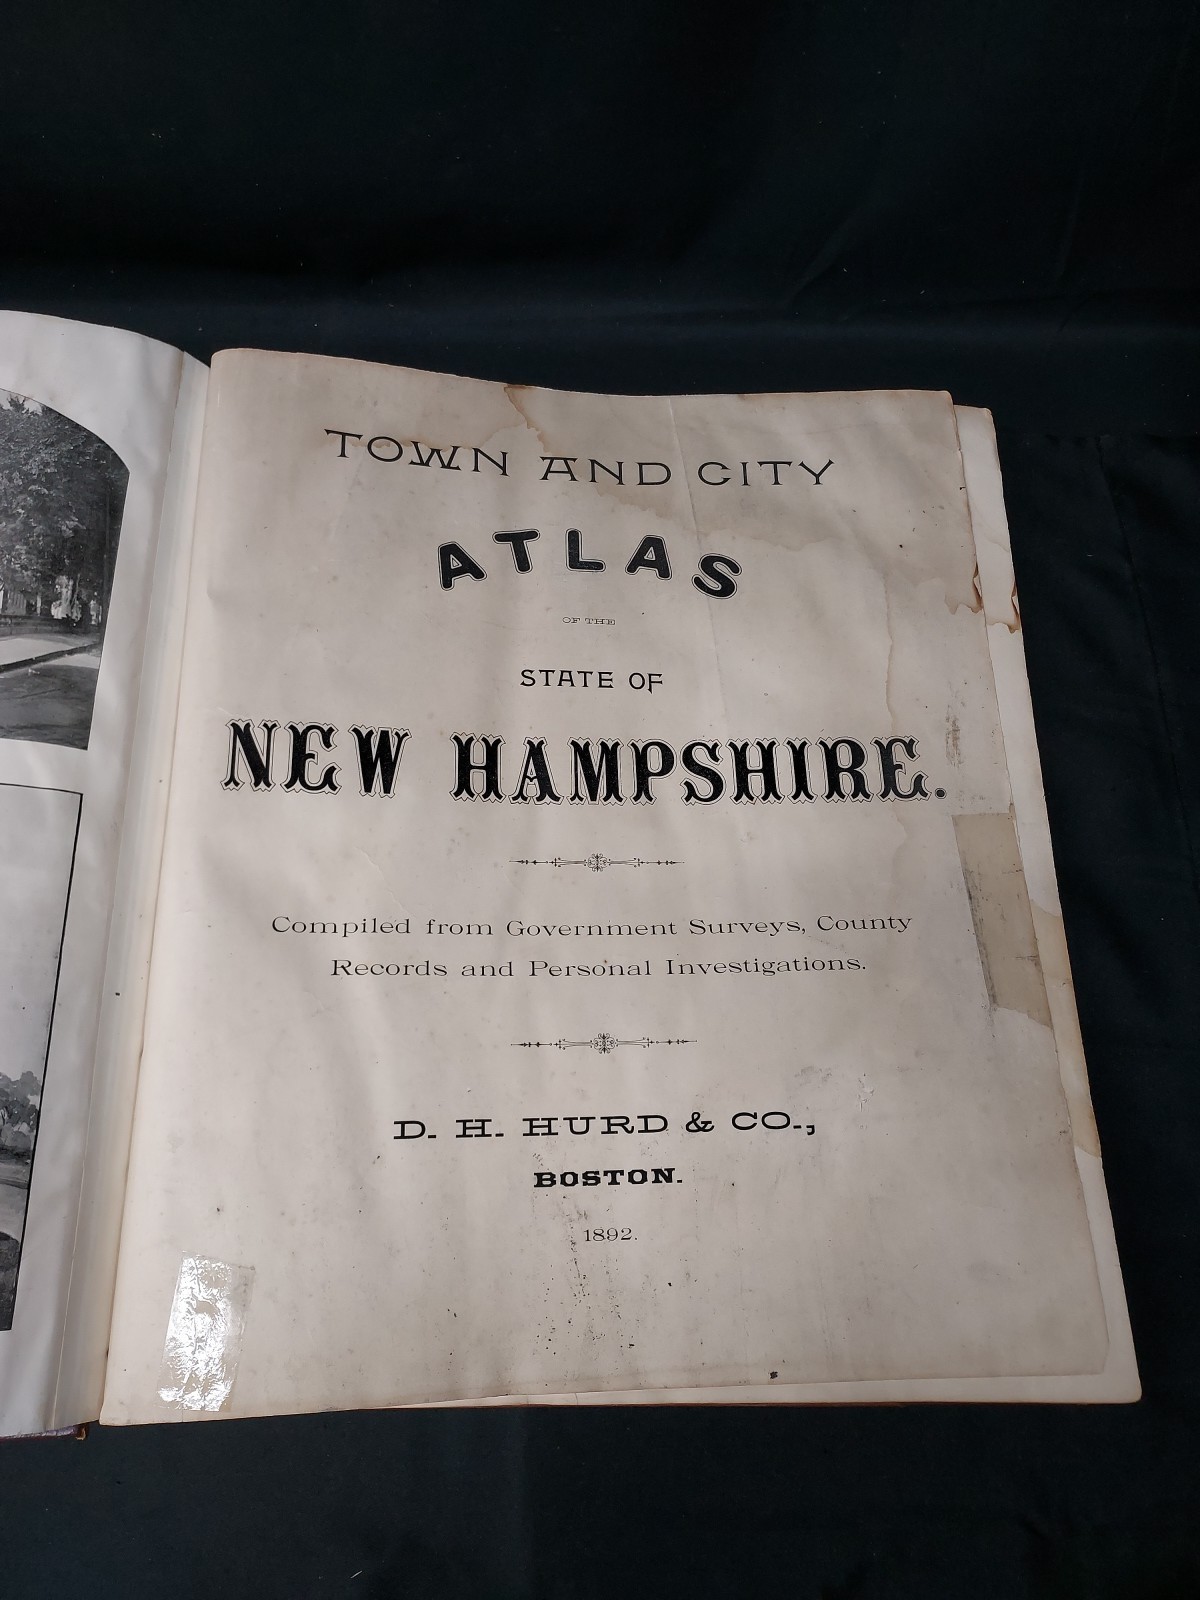 TOWN AND CITY
ATLAS
OF THE
STATE OF
NEW HAMPSHIRE.
Compiled from Government Surveys, County
Records and Personal Investigations.
D. H. HURD & CO.,
BOSTON.
1892.